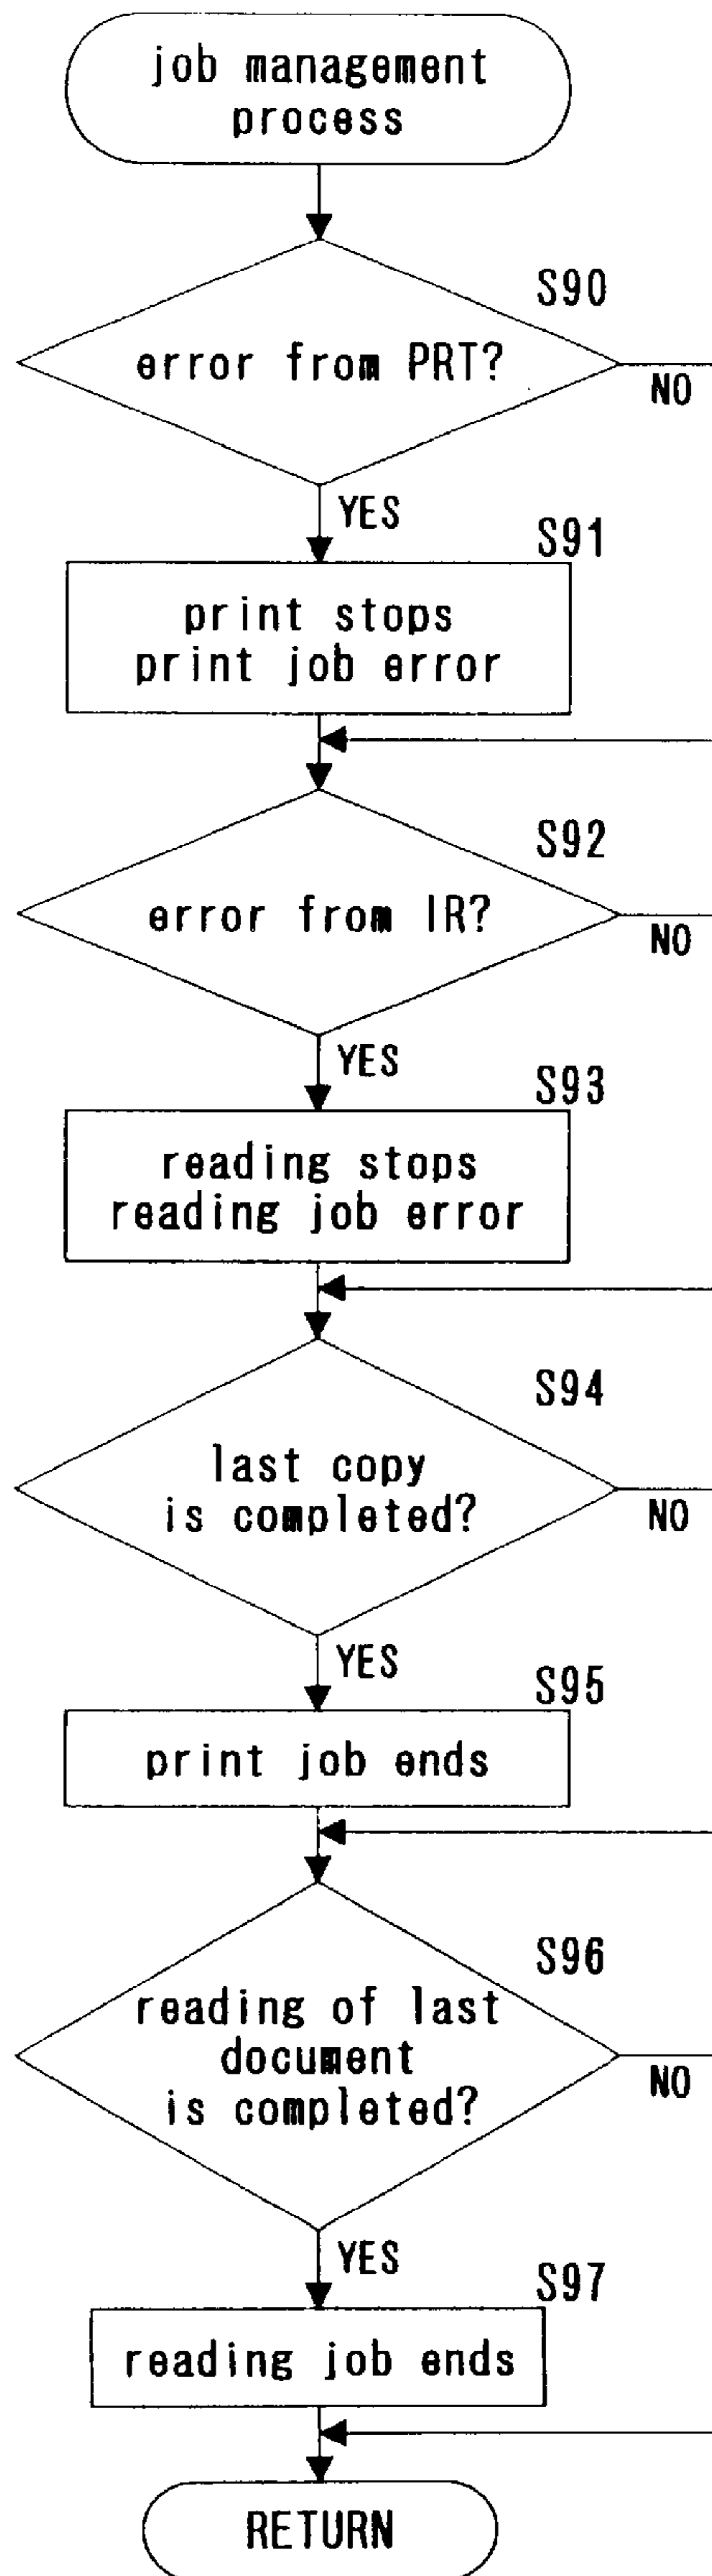 job management
process
S90
error from PRT?
NO
YES
S91
print stops
print job error
S92
error from IR?
NO
YES
S93
reading stops
reading job error
S94
last copy
is completed?
NO
YES
S95
print job ends
S96
reading of last
document
is completed?
NO
YES
S97
reading job ends
RETURN